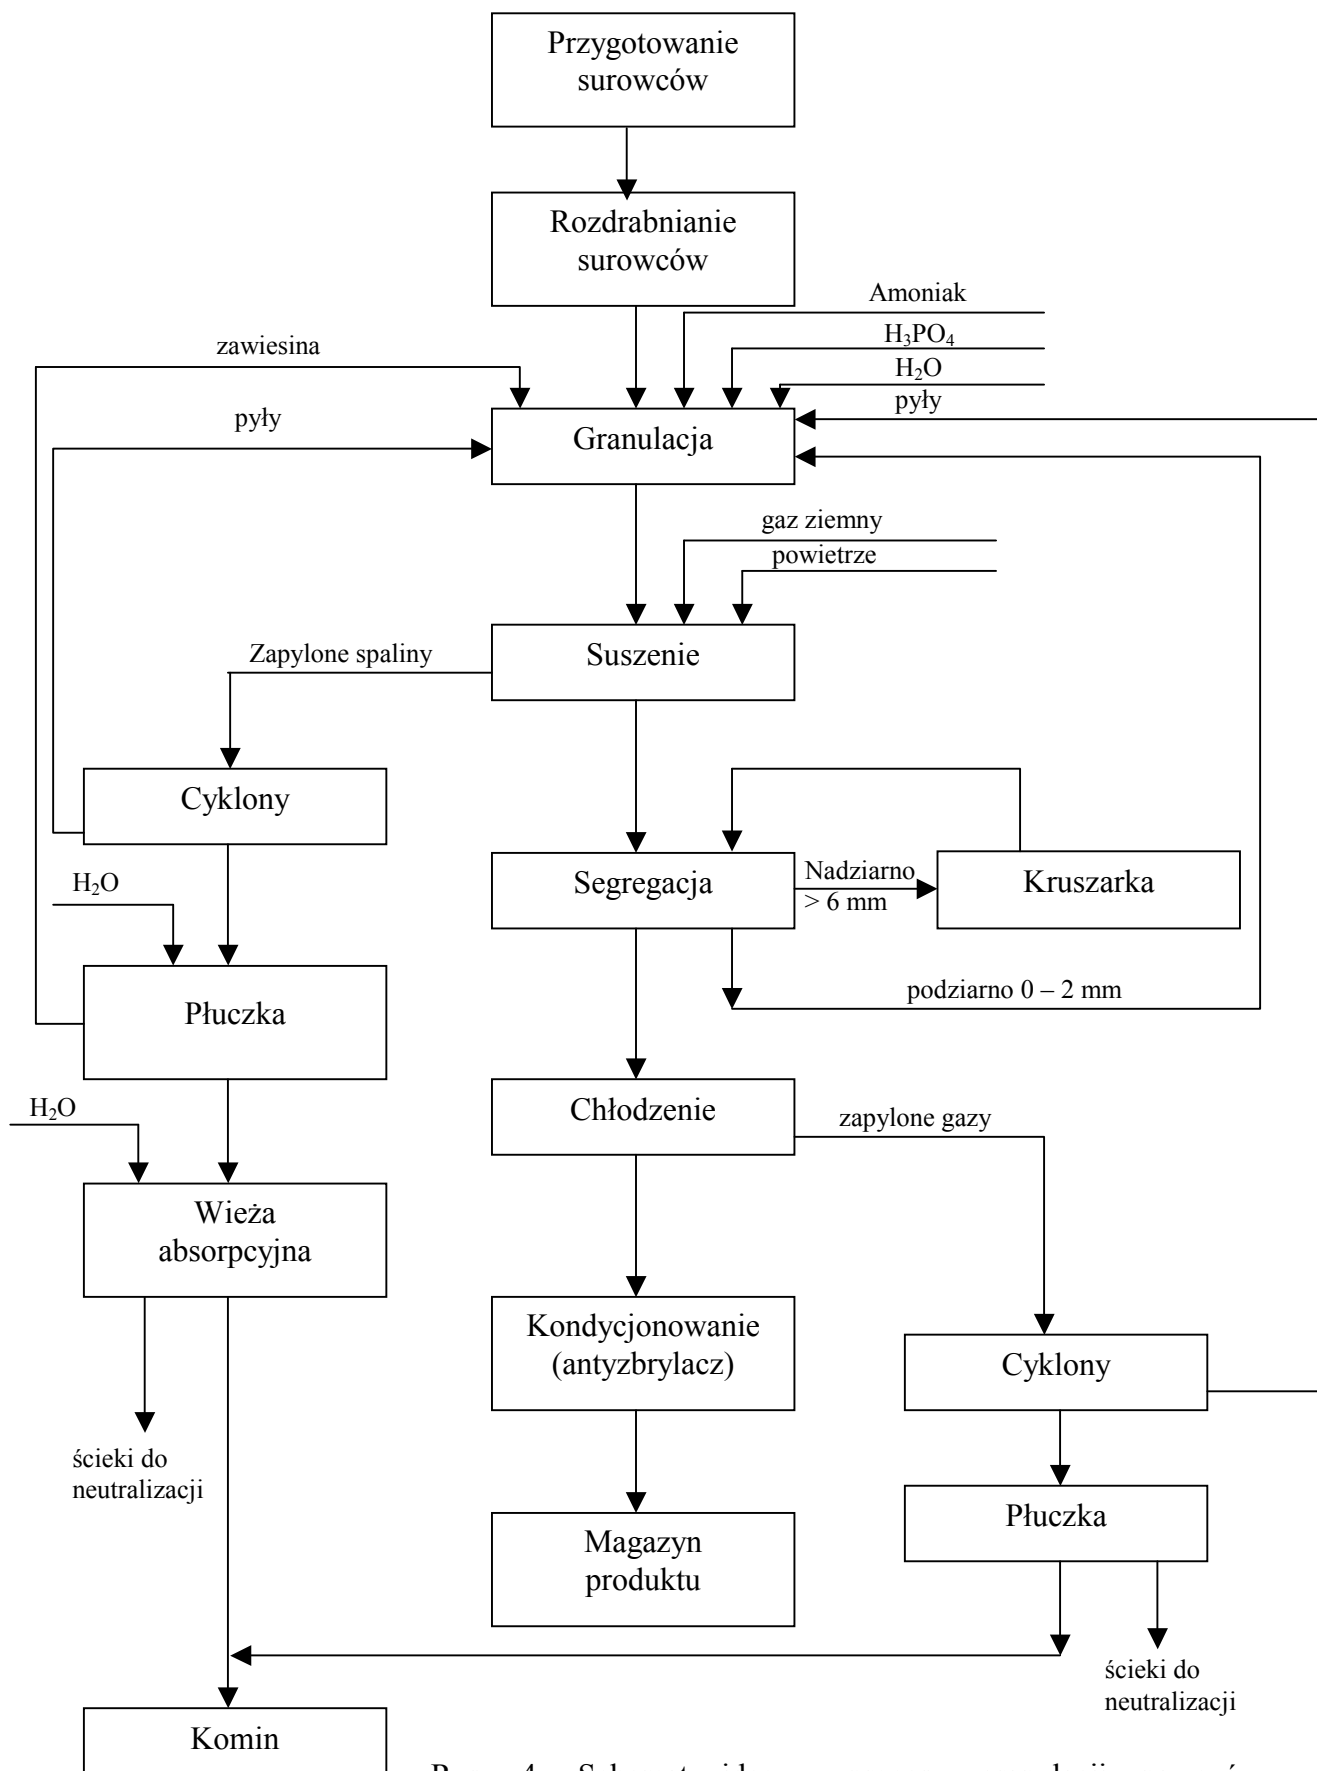 Przygotowanie
surowców
Rozdrabnianie
surowców
Amoniak
H₃PO₄
H₂O
pyły
zawiesina
pyły
Granulacja
gaz ziemny
powietrze
Zapylone spaliny
Suszenie
Cyklony
H₂O
Segregacja
Nadziarno
> 6 mm
Kruszarka
podziarno 0 – 2 mm
Płuczka
H₂O
Chłodzenie
zapylone gazy
Wieża
absorpcyjna
Kondycjonowanie
(antyzbrylacz)
Cyklony
ścieki do
neutralizacji
Płuczka
Magazyn
produktu
ścieki do
neutralizacji
Komin